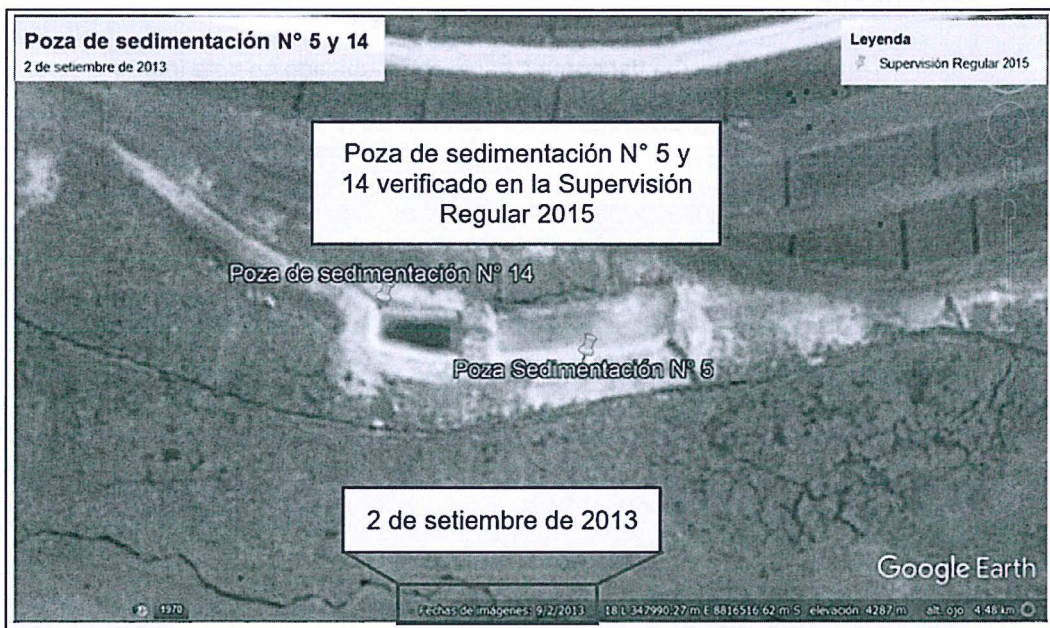 Poza de sedimentación N° 5 y 14
2 de setiembre de 2013
Leyenda
Supervisión Regular 2015
Poza de sedimentación N° 5 y
14 verificado en la Supervisión
Regular 2015
Poza de sedimentación N° 14
Poza Sedimentación N° 5
2 de setiembre de 2013
Google Earth
1970
Fechas de imágenes: 9/2/2013 18 L 347990.27 m E 8816516.62 m S elevación 4287 m alt. ojo 4.48 km